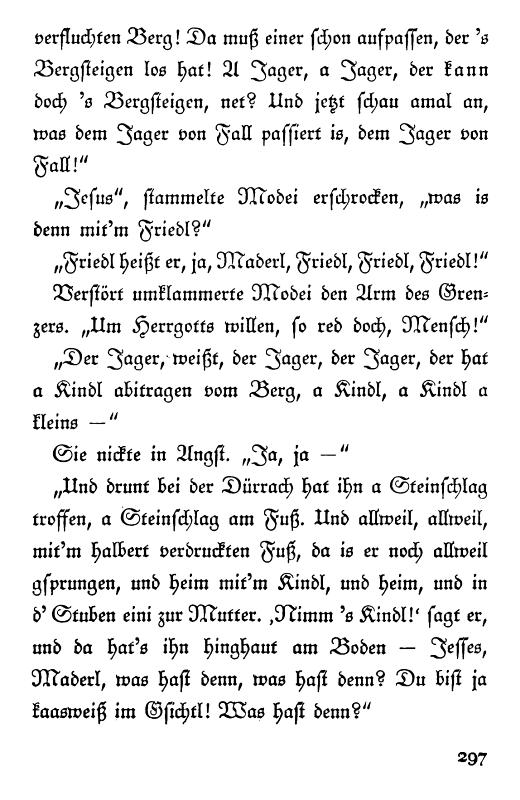 verfluchten Berg! Da muß einer schon aufpassen, der 's
Bergsteigen los hat! A Jager, a Jager, der kann
doch 's Bergsteigen, net? Und jetzt schau amal an,
was dem Jager von Fall passiert is, dem Jager von
Fall!“
„Jesus“, stammelte Modei erschrocken, „was is
denn mit'm Friedl?“
„Friedl heißt er, ja, Maderl, Friedl, Friedl, Friedl!“
Verstört umklammerte Modei den Arm des Gren-
zers. „Um Herrgotts willen, so red doch, Mensch!“
„Der Jager, weißt, der Jager, der Jager, der hat
a Kindl abitragen vom Berg, a Kindl, a Kindl a
kleins —“
Sie nickte in Angst. „Ja, ja —“
„Und drunt bei der Dürrach hat ihn a Steinschlag
troffen, a Steinschlag am Fuß. Und allweil, allweil,
mit'm halbert verdruckten Fuß, da is er noch allweil
gsprungen, und heim mit'm Kindl, und heim, und in
d' Stuben eini zur Mutter. ‚Nimm 's Kindl!‘ sagt er,
und da hat's ihn hinghaut am Boden — Jesses,
Maderl, was hast denn, was hast denn? Du bist ja
kaasweiß im Gsichtl! Was hast denn?“
297